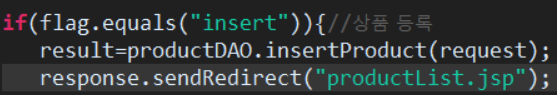 if(flag.equals("insert")){//상품 등록
result=productDAO.insertProduct(request);
response.sendRedirect("productList.jsp");